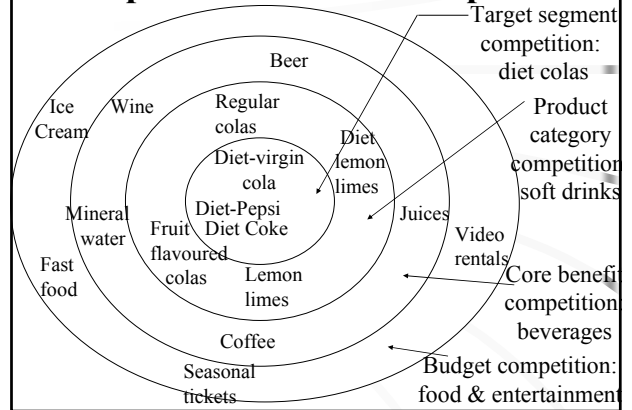 Target segment
competition:
diet colas
Beer
Ice
Cream
Wine
Regular
colas
Product
category
competition
soft drinks
Diet
lemon
limes
Diet-virgin
cola
Diet-Pepsi
Diet Coke
Mineral
water
Juices
Fruit
flavoured
colas
Video
rentals
Fast
food
Lemon
limes
Core benefit
competition:
beverages
Coffee
Budget competition:
food & entertainment
Seasonal
tickets